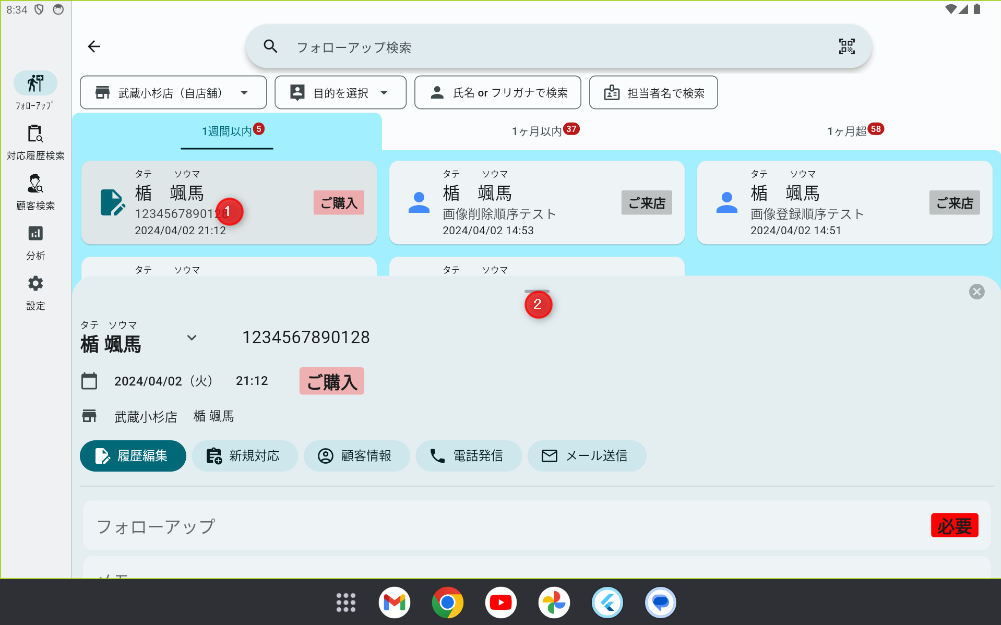 8:34
フォローアップ検索
武蔵小杉店（自店舗）
目的を選択
氏名 or フリガナで検索
担当者名で検索
ﾌｫﾛｰｱｯﾌﾟ
対応履歴検索
顧客検索
分析
設定
1週間以内 5
1ヶ月以内 37
1ヶ月超 58
タテ ソウマ
楯 颯馬
ご購入
1
2024/04/02 21:12
タテ ソウマ
楯 颯馬
画像削除順序テスト
ご来店
2024/04/02 14:53
タテ ソウマ
楯 颯馬
画像登録順序テスト
ご来店
2024/04/02 14:51
タテ ソウマ
タテ ソウマ
2
タテ ソウマ
楯 颯馬
1234567890128
2024/04/02（火） 21:12 ご購入
武蔵小杉店 楯 颯馬
履歴編集
新規対応
顧客情報
電話発信
メール送信
フォローアップ
必要